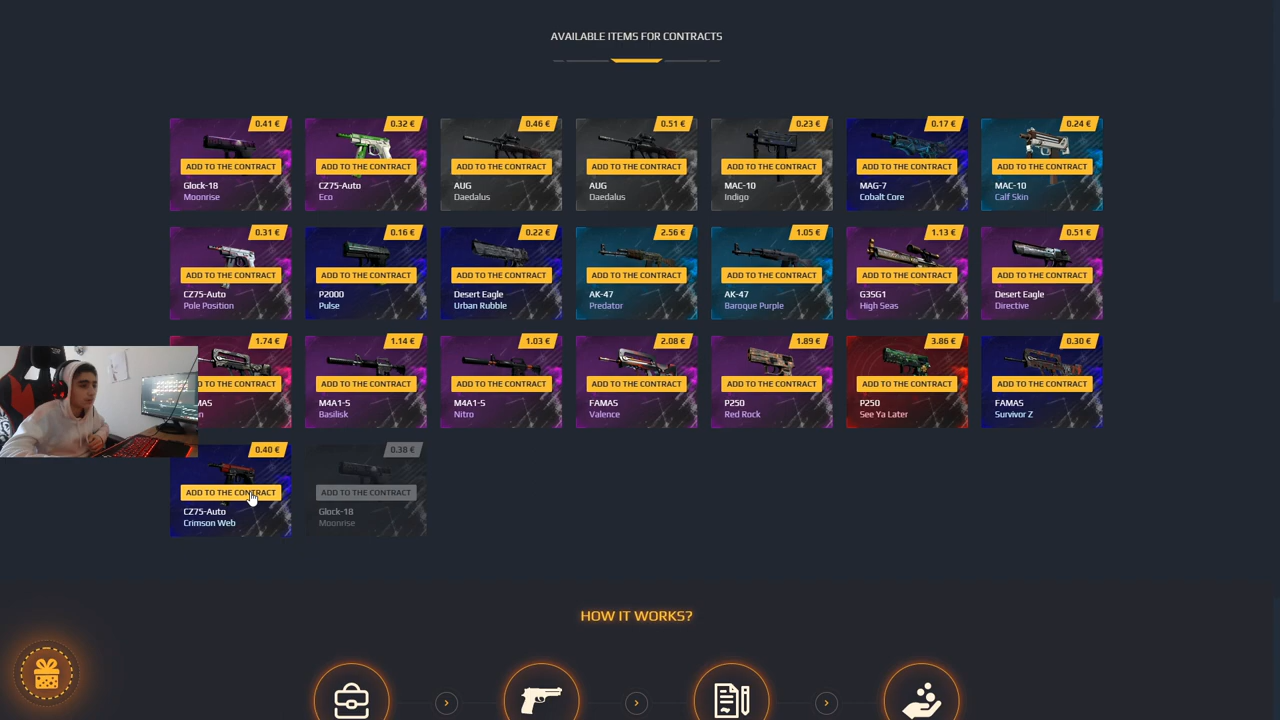 AVAILABLE ITEMS FOR CONTRACTS
0.41 €
0.32 €
0.46 €
0.51 €
0.23 €
0.17 €
0.24 €
ADD TO THE CONTRACT
ADD TO THE CONTRACT
ADD TO THE CONTRACT
ADD TO THE CONTRACT
ADD TO THE CONTRACT
ADD TO THE CONTRACT
ADD TO THE CONTRACT
Glock-18
CZ75-Auto
AUG
AUG
MAC-10
MAG-7
MAC-10
Moonrise
Eco
Daedalus
Daedalus
Indigo
Cobalt Core
Calf Skin
0.31 €
0.16 €
0.22 €
2.56 €
1.05 €
1.13 €
0.51 €
ADD TO THE CONTRACT
ADD TO THE CONTRACT
ADD TO THE CONTRACT
ADD TO THE CONTRACT
ADD TO THE CONTRACT
ADD TO THE CONTRACT
ADD TO THE CONTRACT
CZ75-Auto
P2000
Desert Eagle
AK-47
AK-47
G3SG1
Desert Eagle
Pole Position
Pulse
Urban Rubble
Predator
Baroque Purple
High Seas
Directive
1.74 €
1.14 €
1.03 €
2.08 €
1.89 €
3.86 €
0.30 €
TO THE CONTRACT
ADD TO THE CONTRACT
ADD TO THE CONTRACT
ADD TO THE CONTRACT
ADD TO THE CONTRACT
ADD TO THE CONTRACT
ADD TO THE CONTRACT
M4A1-S
M4A1-S
FAMAS
P250
P250
FAMAS
Basilisk
Nitro
Valence
Red Rock
See Ya Later
Survivor Z
0.40 €
0.38 €
ADD TO THE CONTRACT
ADD TO THE CONTRACT
CZ75-Auto
Glock-18
Crimson Web
Moonrise
HOW IT WORKS?